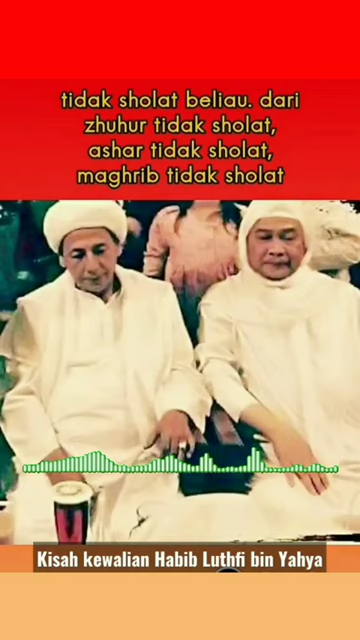 tidak sholat beliau. dari
zhuhur tidak sholat,
ashar tidak sholat,
maghrib tidak sholat
Kisah kewalian Habib Luthfi bin Yahya